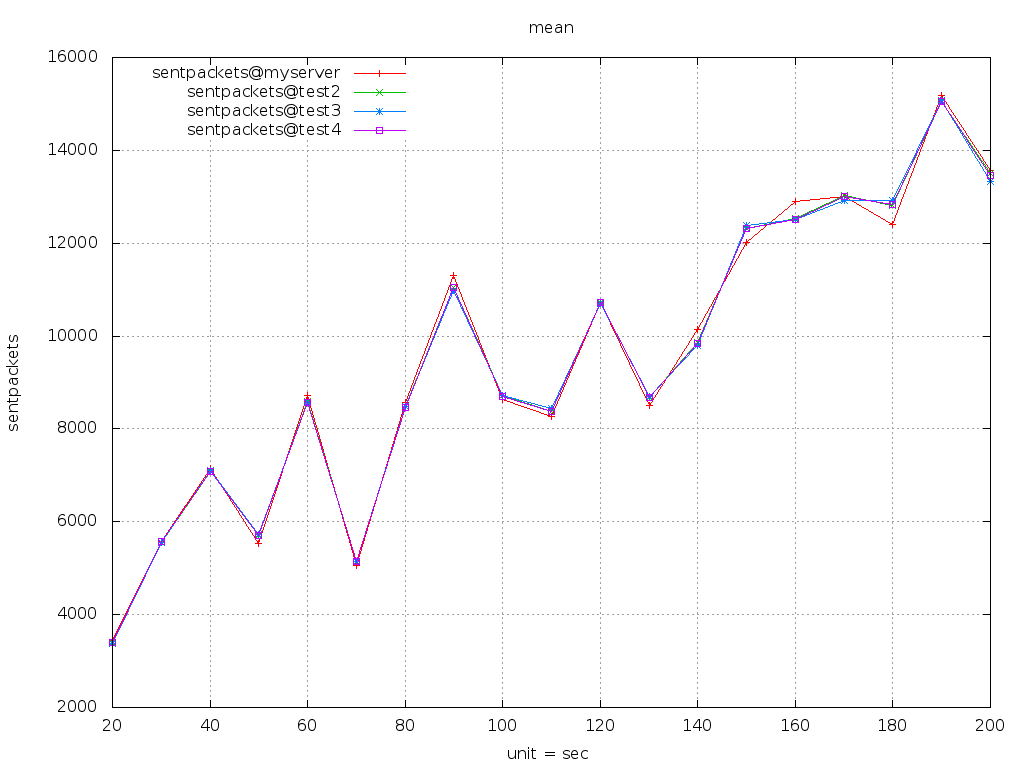 mean
16000
14000
12000
10000
8000
6000
4000
2000
sentpackets
sentpackets@myserver
sentpackets@test2
sentpackets@test3
sentpackets@test4
20 40 60 80 100 120 140 160 180 200
unit = sec